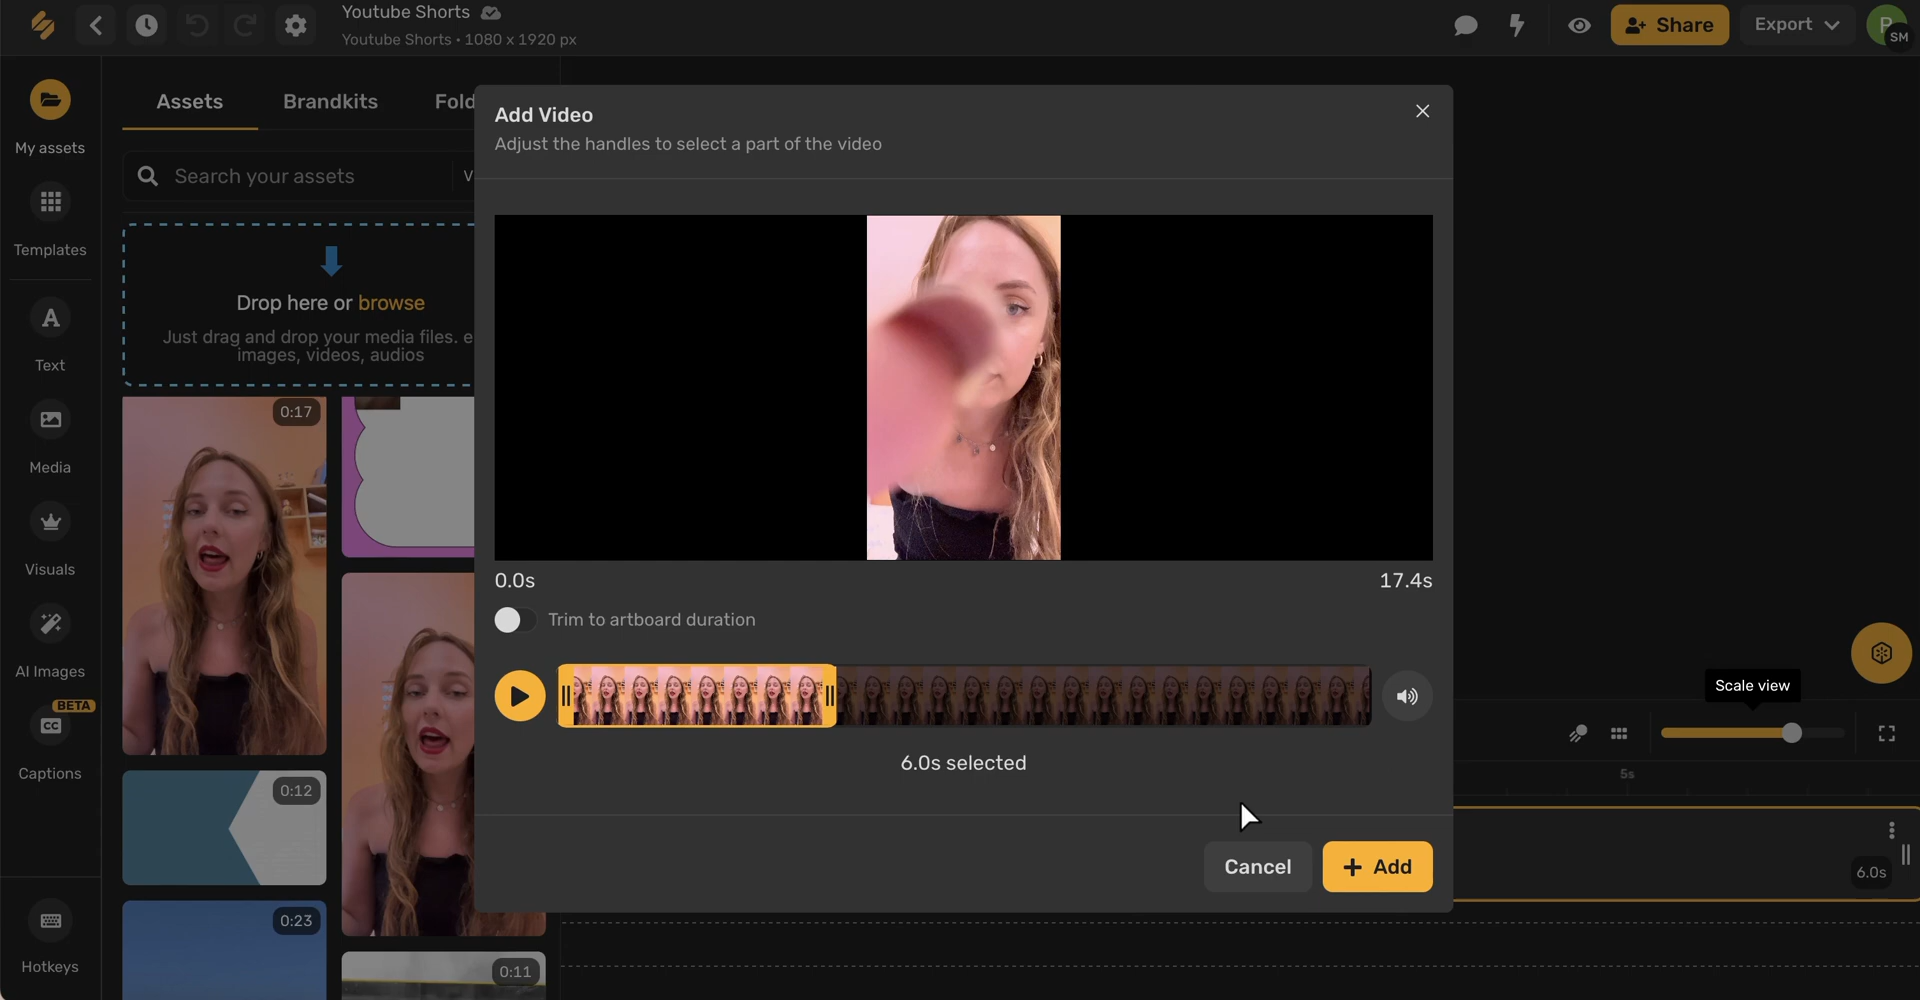 Youtube Shorts
Youtube Shorts • 1080 x 1920 px
Share
Export
P
SM
My assets
Templates
Text
Media
Visuals
AI Images
BETA
CC
Captions
Hotkeys
Assets
Brandkits
Fold
Search your assets
V
Drop here or browse
Just drag and drop your media files. e
images, videos, audios
0:17
0:12
0:23
0:11
Add Video
Adjust the handles to select a part of the video
0.0s
17.4s
Trim to artboard duration
6.0s selected
Cancel
+ Add
Scale view
5s
6.0s